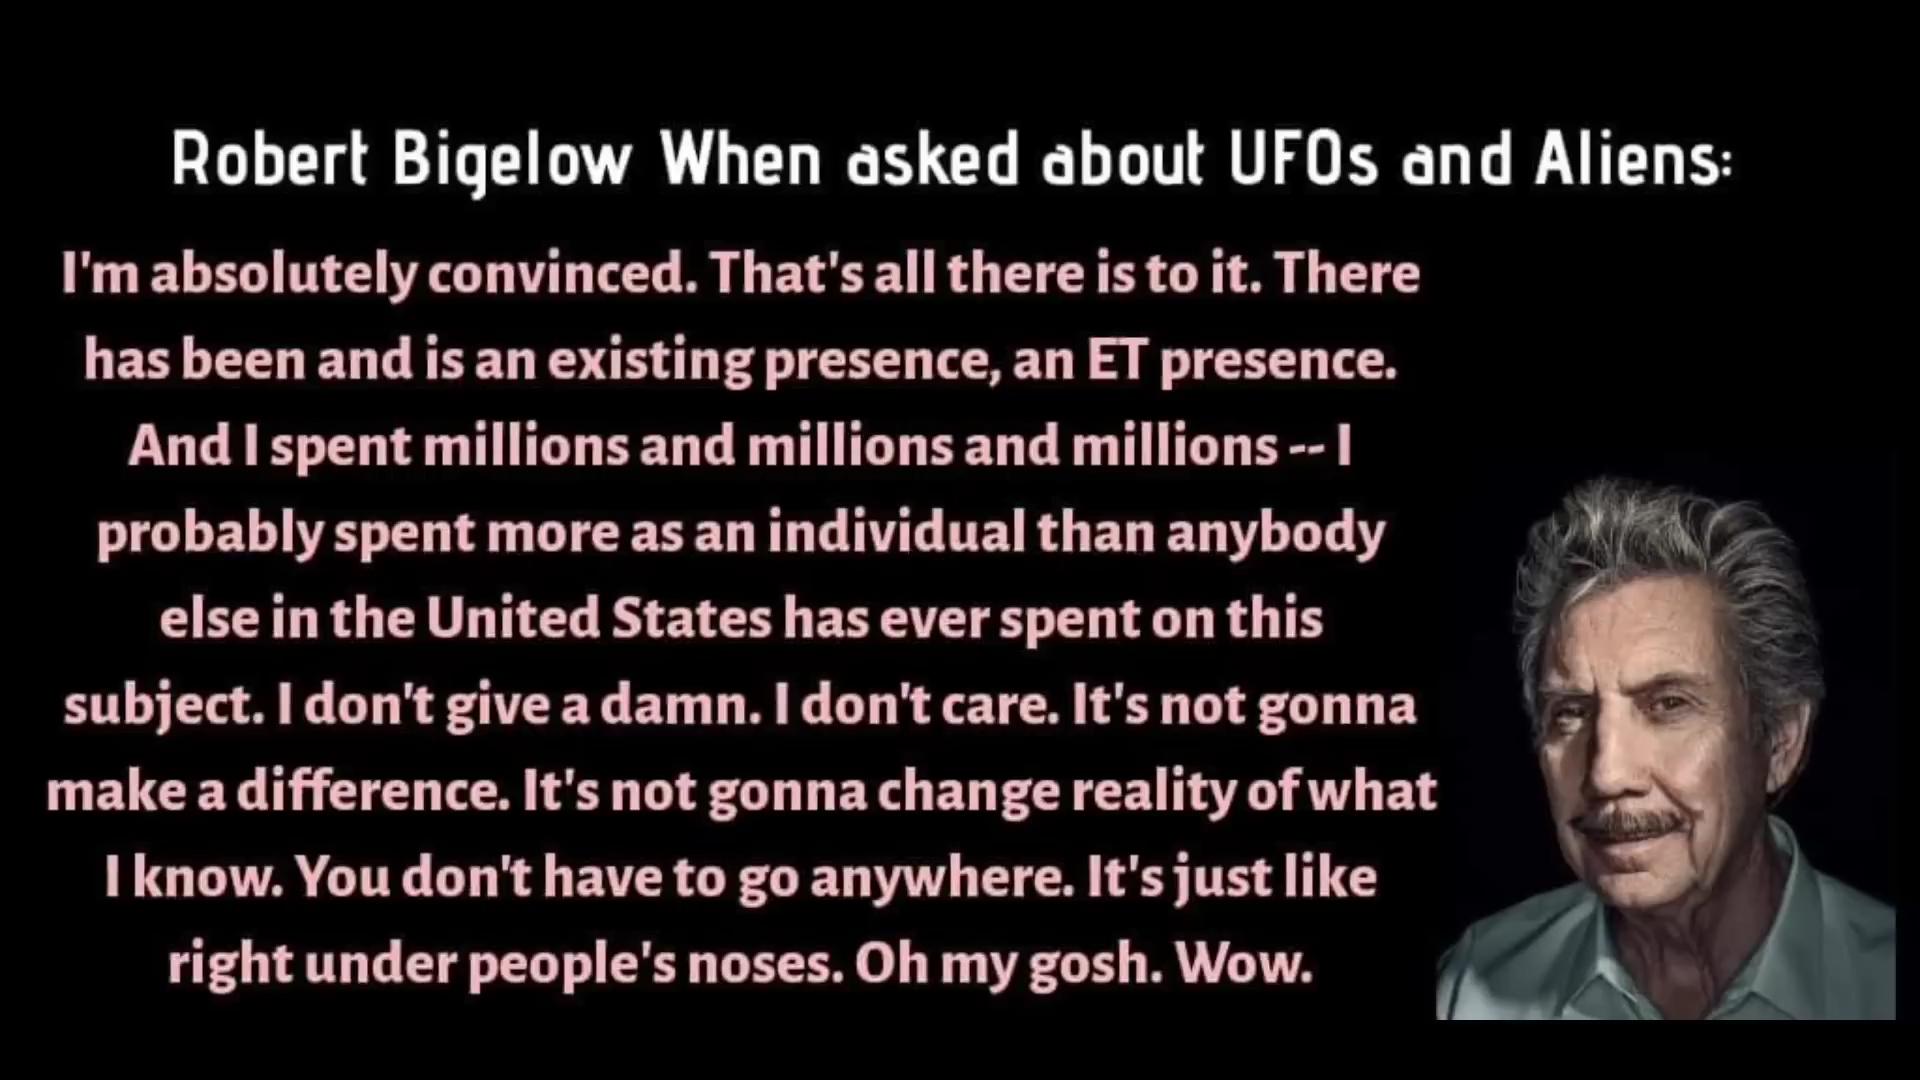 Robert Bigelow When asked about UFOs and Aliens:
I'm absolutely convinced. That's all there is to it. There
has been and is an existing presence, an ET presence.
And I spent millions and millions and millions -- I
probably spent more as an individual than anybody
else in the United States has ever spent on this
subject. I don't give a damn. I don't care. It's not gonna
make a difference. It's not gonna change reality of what
I know. You don't have to go anywhere. It's just like
right under people's noses. Oh my gosh. Wow.